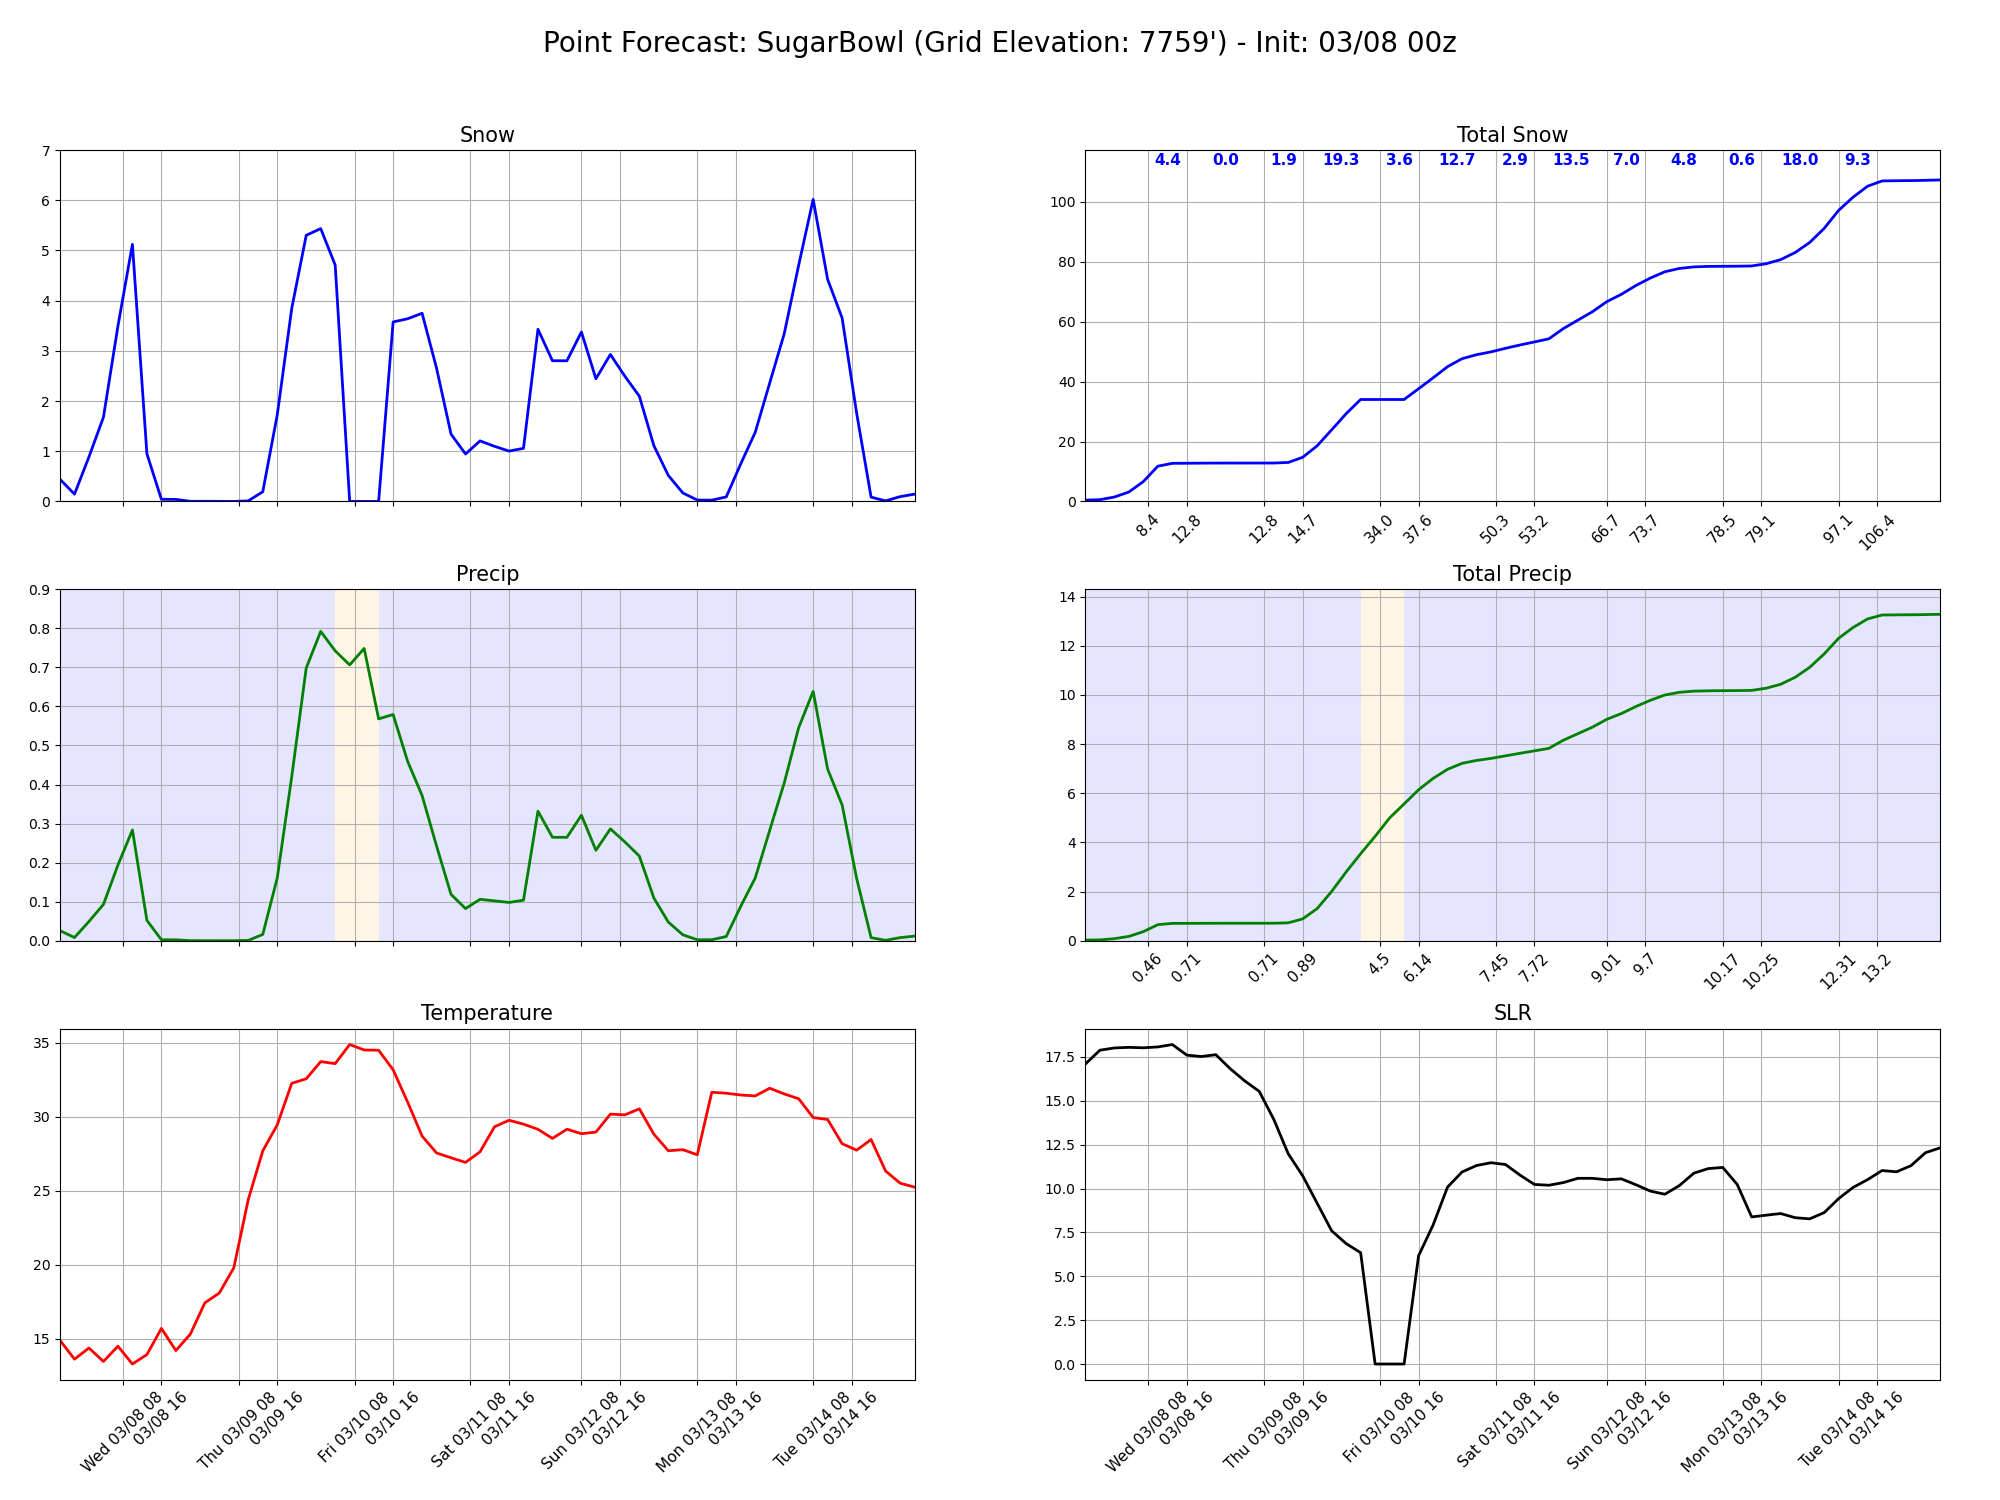 Point Forecast: SugarBowl (Grid Elevation: 7759') - Init: 03/08 00z
Snow
7
6
5
4
3
2
1
0
Total Snow
4.4 0.0 1.9 19.3 3.6 12.7 2.9 13.5 7.0 4.8 0.6 18.0 9.3
100
80
60
40
20
0
8.4 12.8 12.8 14.7 34.0 37.6 50.3 53.2 66.7 73.7 78.5 79.1 97.1 106.4
Precip
0.9
0.8
0.7
0.6
0.5
0.4
0.3
0.2
0.1
0.0
Total Precip
14
12
10
8
6
4
2
0
0.46 0.71 0.71 0.89 4.5 6.14 7.45 7.72 9.01 9.7 10.17 10.25 12.31 13.2
Temperature
35
30
25
20
15
Wed 03/08 08
03/08 16
Thu 03/09 08
03/09 16
Fri 03/10 08
03/10 16
Sat 03/11 08
03/11 16
Sun 03/12 08
03/12 16
Mon 03/13 08
03/13 16
Tue 03/14 08
03/14 16
SLR
17.5
15.0
12.5
10.0
7.5
5.0
2.5
0.0
Wed 03/08 08
03/08 16
Thu 03/09 08
03/09 16
Fri 03/10 08
03/10 16
Sat 03/11 08
03/11 16
Sun 03/12 08
03/12 16
Mon 03/13 08
03/13 16
Tue 03/14 08
03/14 16